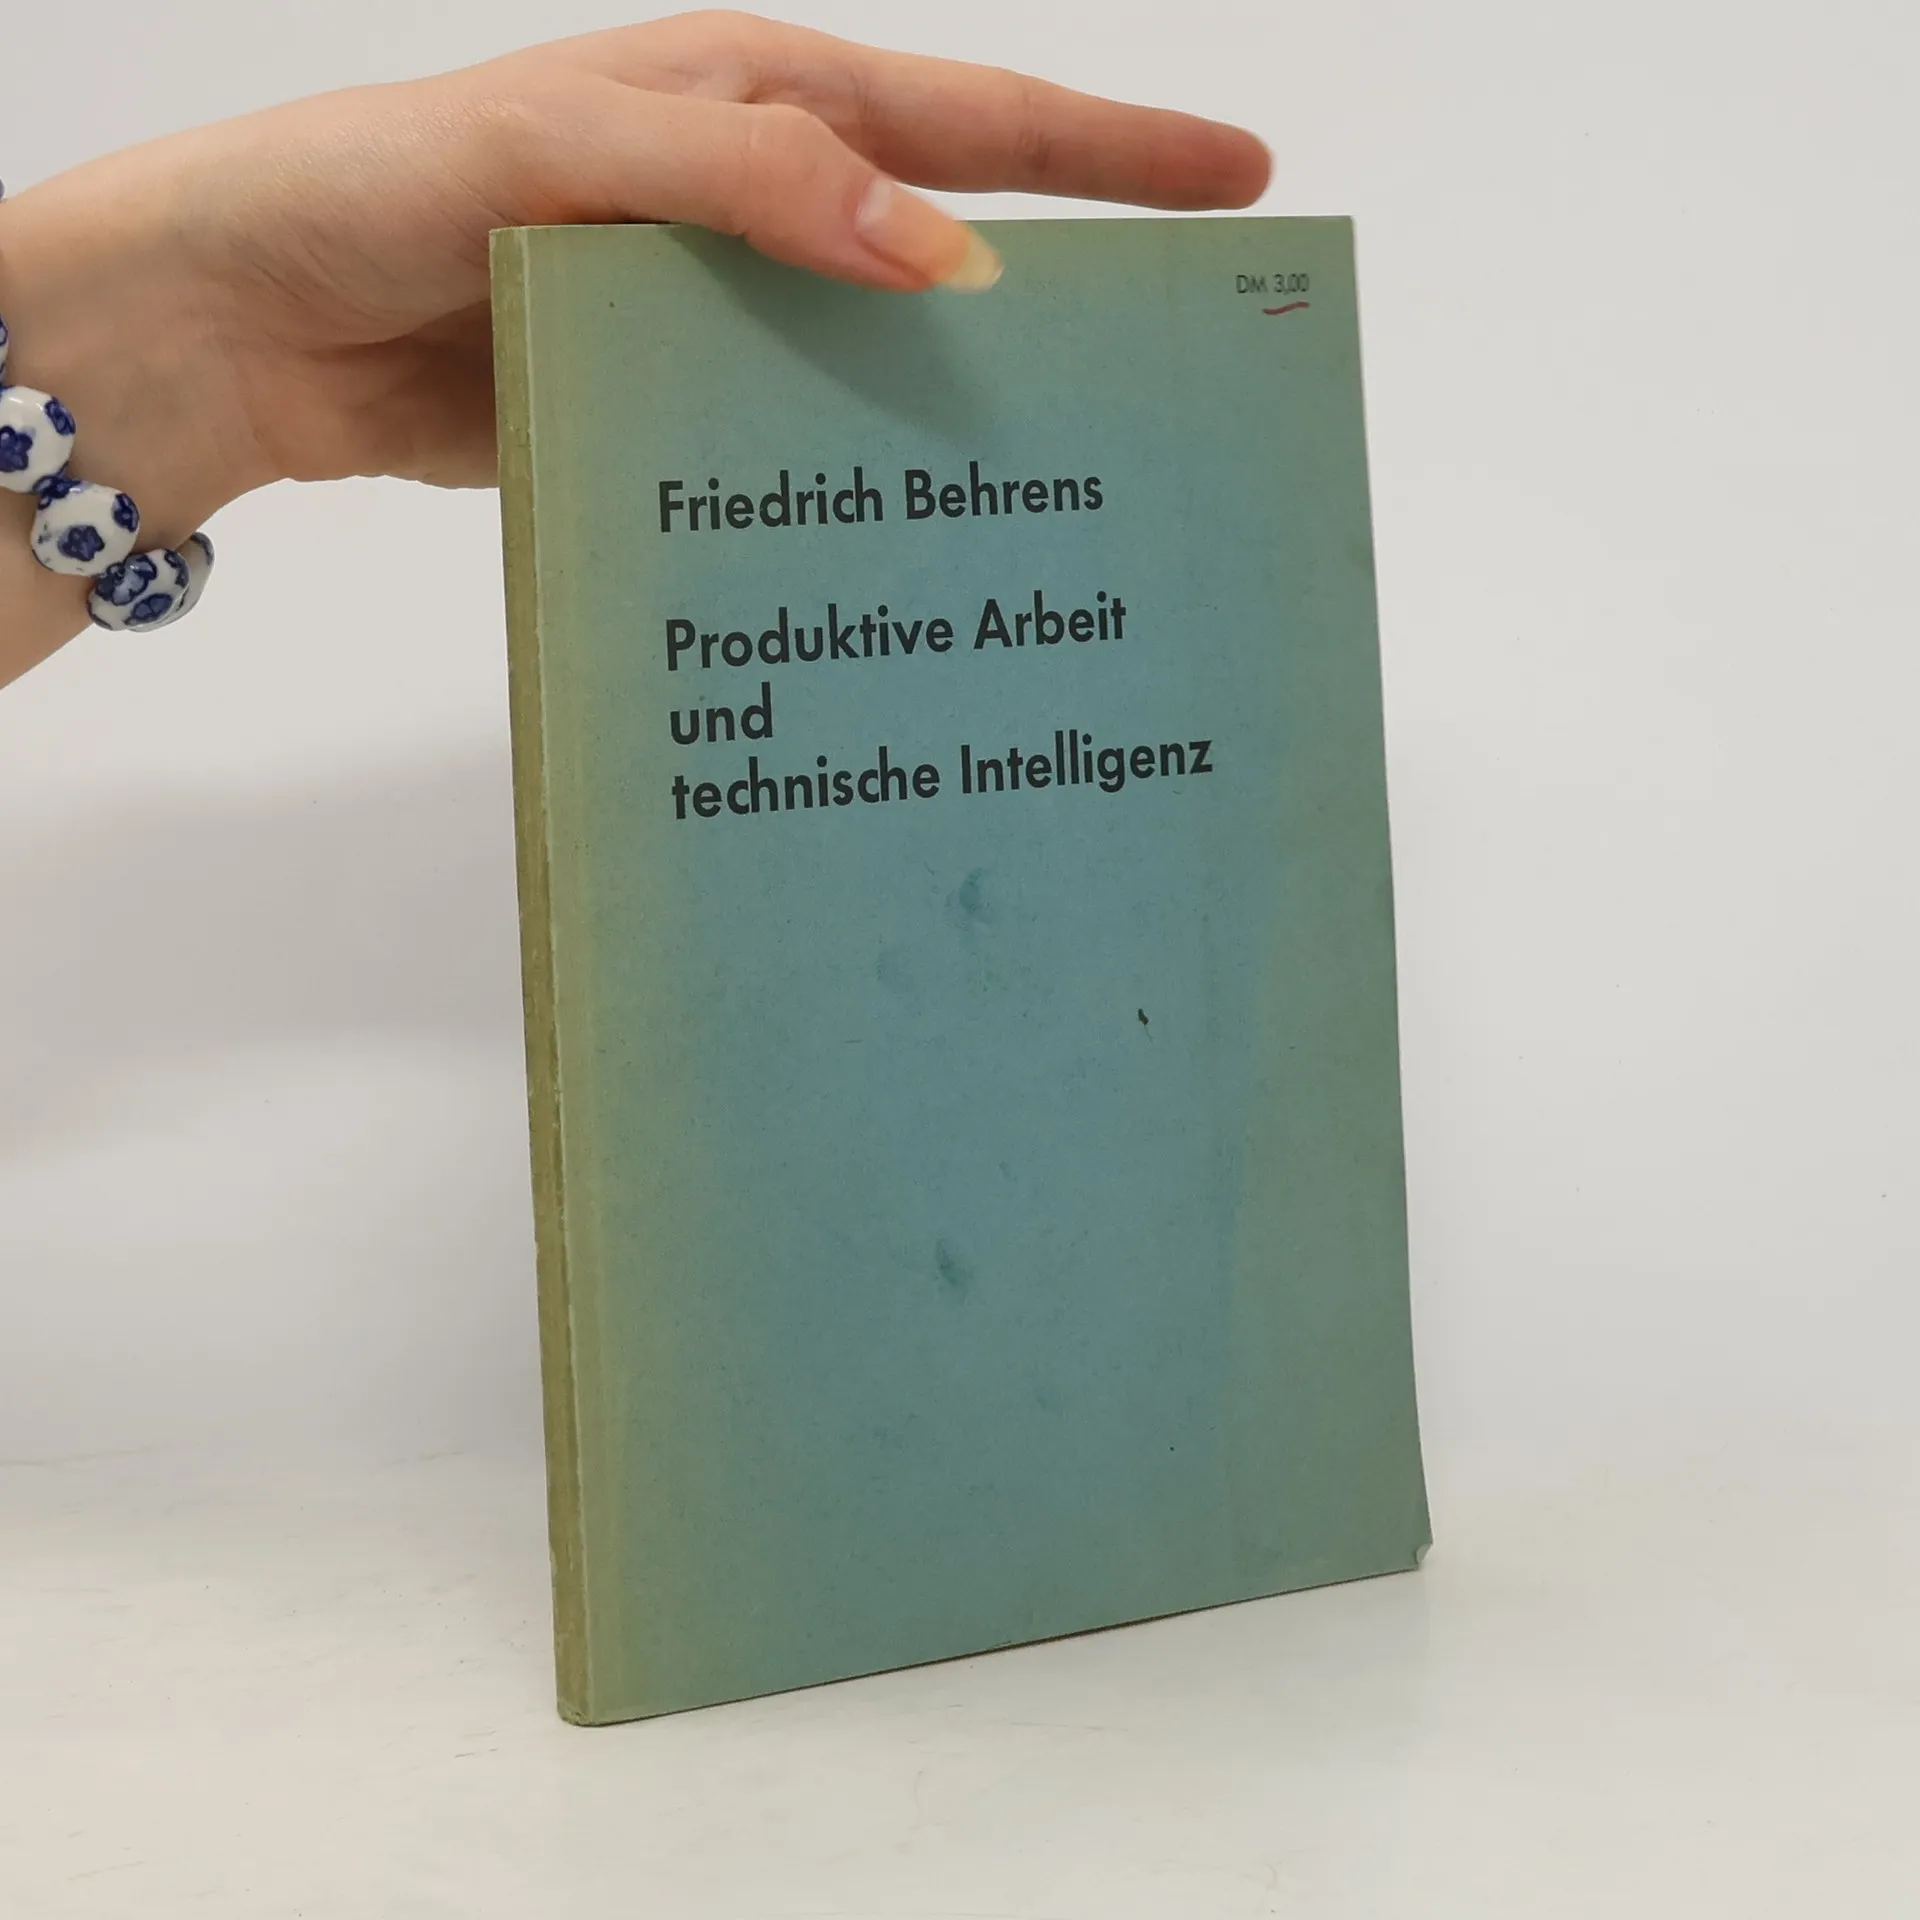 DM 3,00
Friedrich Behrens
Produktive Arbeit
und
technische Intelligenz